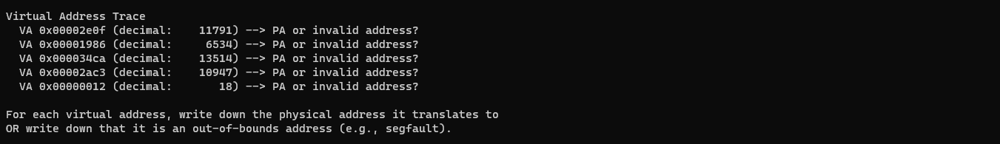 Virtual Address Trace
  VA 0x00002e0f (decimal:    11791) --> PA or invalid address?
  VA 0x00001986 (decimal:     6534) --> PA or invalid address?
  VA 0x000034ca (decimal:    13514) --> PA or invalid address?
  VA 0x00002ac3 (decimal:    10947) --> PA or invalid address?
  VA 0x00000012 (decimal:       18) --> PA or invalid address?

For each virtual address, write down the physical address it translates to
OR write down that it is an out-of-bounds address (e.g., segfault).